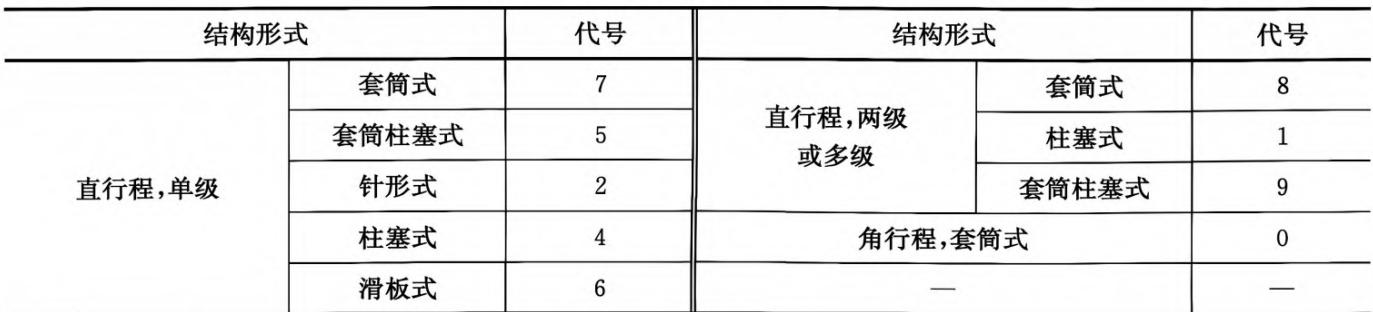 结构形式 代号 结构形式 代号
直行程,单级 套筒式 7 直行程,两级或多级 套筒式 8
套筒柱塞式 5 柱塞式 1
针形式 2 套筒柱塞式 9
柱塞式 4 角行程,套筒式 0
滑板式 6 — —